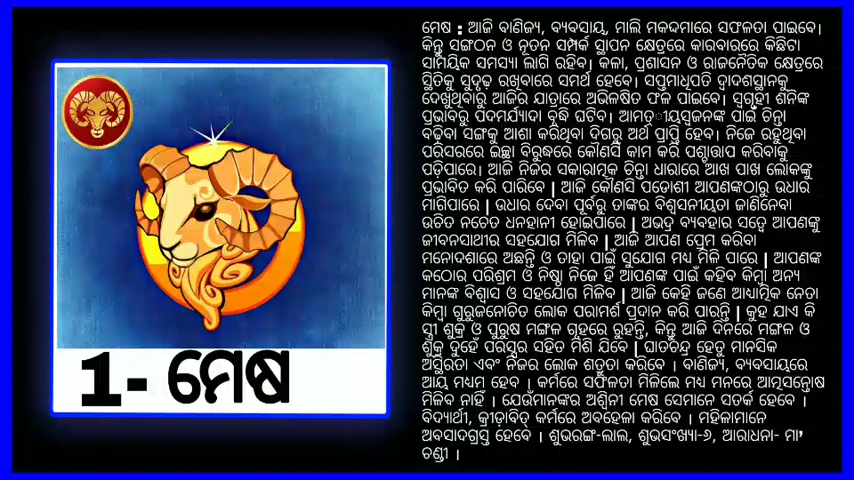 1- ମେଷ
ମେଷ : ଆଜି ବାଣିଜ୍ୟ, ବ୍ୟବସାୟ, ମାଲି ମକଦ୍ଦମାରେ ସଫଳତା ପାଇବେ।
କିନ୍ତୁ ସଙ୍ଗଠନ ଓ ନୂତନ ସମ୍ପର୍କ ସ୍ଥାପନ କ୍ଷେତ୍ରରେ କାରବାରରେ କିଛିଟା
ସାମୟିକ ସମସ୍ୟା ଲାଗି ରହିବ। କଳା, ପ୍ରଶାସନ ଓ ରାଜନୈତିକ କ୍ଷେତ୍ରରେ
ସ୍ଥିତିକୁ ସୁଦୃଢ଼ ରଖିବାରେ ସମର୍ଥ ହେବେ। ସପ୍ତମାଧିପତି ଦ୍ୱାଦଶସ୍ଥାନକୁ
ଦେଖୁଥିବାରୁ ଆଜିର ଯାତ୍ରାରେ ଅଭିଳଷିତ ଫଳ ପାଇବେ। ସ୍ୱଗୃହୀ ଶନିଙ୍କ
ପ୍ରଭାବରୁ ପଦମର୍ଯ୍ୟାଦା ବୃଦ୍ଧି ଘଟିବ। ଆମତ୍ୀୟସ୍ୱଜନଙ୍କ ପାଇଁ ଚିନ୍ତା
ବଢ଼ିବା ସଙ୍ଗକୁ ଆଶା କରିଥିବା ଦିଗରୁ ଅର୍ଥ ପ୍ରାପ୍ତି ହେବ। ନିଜେ ରହୁଥିବା
ପରିସରରେ ଇଚ୍ଛା ବିରୁଦ୍ଧରେ କୌଣସି କାମ କରି ପଶ୍ଚାତ୍ତାପ କରିବାକୁ
ପଡ଼ିପାରେ। ଆଜି ନିଜର ସକାରାତ୍ମକ ଚିନ୍ତା ଧାରାରେ ଆଖ ପାଖ ଲୋକଙ୍କୁ
ପ୍ରଭାବିତ କରି ପାରିବେ | ଆଜି କୌଣସି ପଡୋଶୀ ଆପଣଙ୍କଠାରୁ ଉଧାର
ମାଗିପାରେ | ଉଧାର ଦେବା ପୂର୍ବରୁ ତାଙ୍କର ବିଶ୍ୱସନୀୟତା ଜାଣିନେବା
ଉଚିତ ନଚେତ ଧନହାନୀ ହୋଇପାରେ | ଅଭଦ୍ର ବ୍ୟବହାର ସତ୍ୱେ ଆପଣଙ୍କୁ
ଜୀବନସାଥୀର ସହଯୋଗ ମିଳିବ | ଆଜି ଆପଣ ପ୍ରେମ କରିବା
ମନୋଦଶାରେ ଅଛନ୍ତି ଓ ତାହା ପାଇଁ ସୁଯୋଗ ମଧ୍ୟ ମିଳି ପାରେ | ଆପଣଙ୍କ
କଠୋର ପରିଶ୍ରମ ଓ ନିଷ୍ଠା ନିଜେ ହିଁ ଆପଣଙ୍କ ପାଇଁ କହିବ କିମ୍ବା ଅନ୍ୟ
ମାନଙ୍କ ବିଶ୍ୱାସ ଓ ସହଯୋଗ ମିଳିବ | ଆଜି କେହି ଜଣେ ଆଧ୍ୟାତ୍ମିକ ନେତା
କିମ୍ବା ଗୁରୁଜନୋଚିତ ଲୋକ ପରାମର୍ଶ ପ୍ରଦାନ କରି ପାରନ୍ତି | କୁହ ଯାଏ କି
ସ୍ତ୍ରୀ ଶୁକ୍ର ଓ ପୁରୁଷ ମଙ୍ଗଳ ଗୃହରେ ରୁହନ୍ତି, କିନ୍ତୁ ଆଜି ଦିନରେ ମଙ୍ଗଳ ଓ
ଶୁକ୍ର ଦୁହେଁ ପରସ୍ପର ସହିତ ମିଶି ଯିବେ | ଘାତଚନ୍ଦ୍ର ହେତୁ ମାନସିକ
ଅସ୍ଥିରତା ଏବଂ ନିଜର ଲୋକ ଶତ୍ରୁତା କରିବେ । ବାଣିଜ୍ୟ, ବ୍ୟବସାୟରେ
ଆୟ ମଧ୍ୟମ ହେବ । କର୍ମରେ ସଫଳତା ମିଳିଲେ ମଧ୍ୟ ମନରେ ଆତ୍ମସନ୍ତୋଷ
ମିଳିବ ନାହିଁ । ଯେଉଁମାନଙ୍କର ଅଶ୍ୱିନୀ ମେଷ ସେମାନେ ସତର୍କ ହେବେ ।
ବିଦ୍ୟାର୍ଥୀ, କ୍ରୀଡ଼ାବିତ୍ କର୍ମରେ ଅବହେଳା କରିବେ । ମହିଳାମାନେ
ଅବସାଦଗ୍ରସ୍ତ ହେବେ । ଶୁଭରଙ୍ଗ-ଲାଲ, ଶୁଭସଂଖ୍ୟା-୬, ଆରାଧନା- ମା'
ଚଣ୍ଡୀ ।